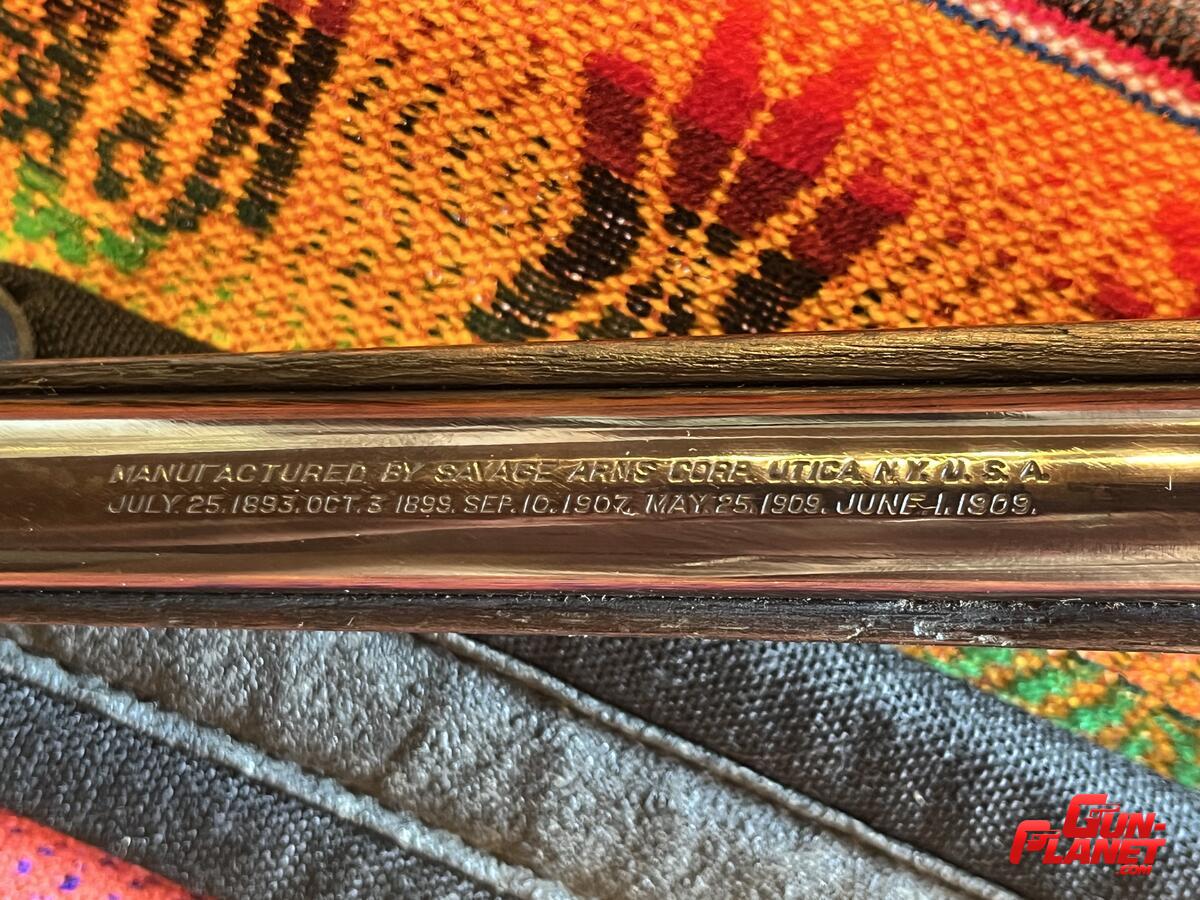 MANUFACTURED BY SAVAGE ARMS CORP. UTICA, N.Y. U. S. A.
JULY.25.1893.OCT.3 1899. SEP.10.1907. MAY.25.1909. JUNE.1.1909.
GUN-
PLANET
.COM